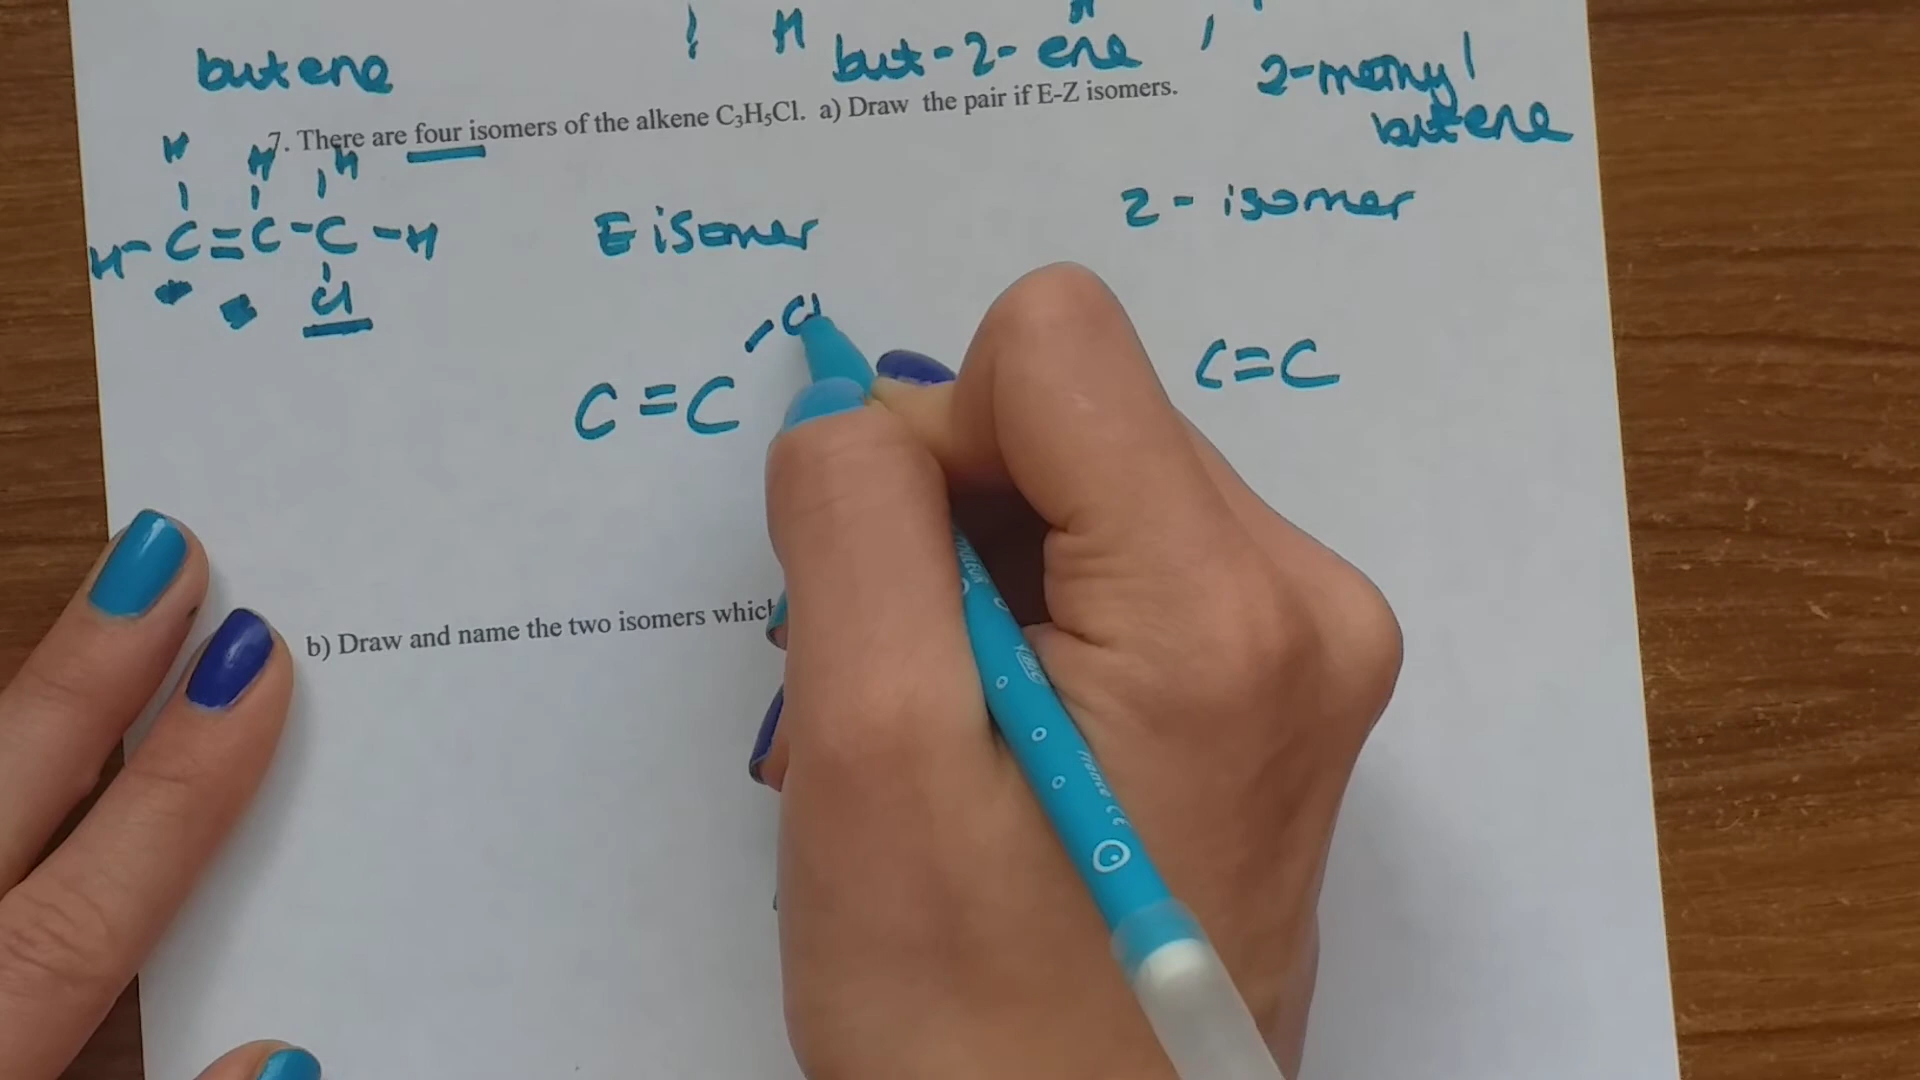 butene
but-2-ene
2-methyl
butene
7. There are four isomers of the alkene C₃H₅Cl. a) Draw the pair if E-Z isomers.
H H H
H-C=C-C-H
Cl
E isomer
Z - isomer
Cl
C=C
C=C
b) Draw and name the two isomers which